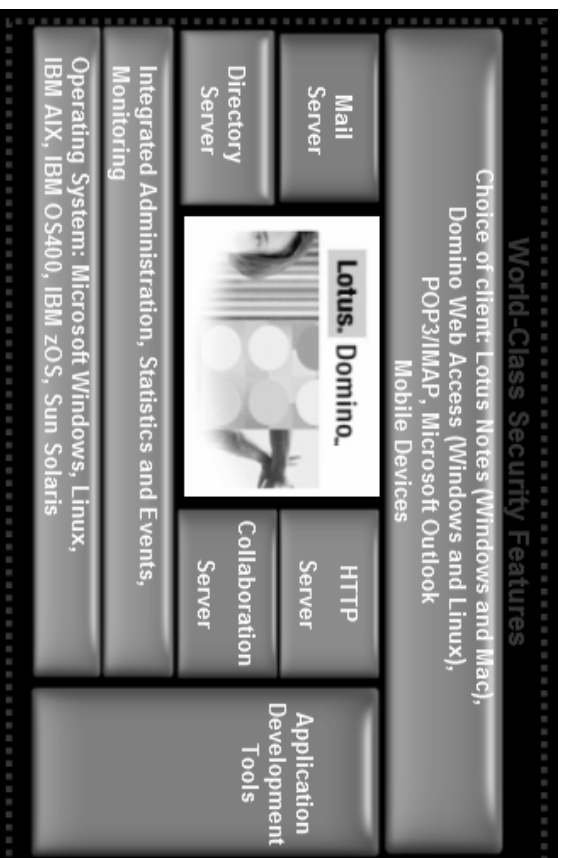 World-Class Security Features
Choice of client: Lotus Notes (Windows and Mac),
Domino Web Access (Windows and Linux),
POP3/IMAP, Microsoft Outlook
Mobile Devices
Mail
Server
Directory
Server
Lotus. Domino™
HTTP
Server
Collaboration
Server
Application
Development
Tools
Integrated Administration, Statistics and Events,
Monitoring
Operating System: Microsoft Windows, Linux,
IBM AIX, IBM OS400, IBM zOS, Sun Solaris